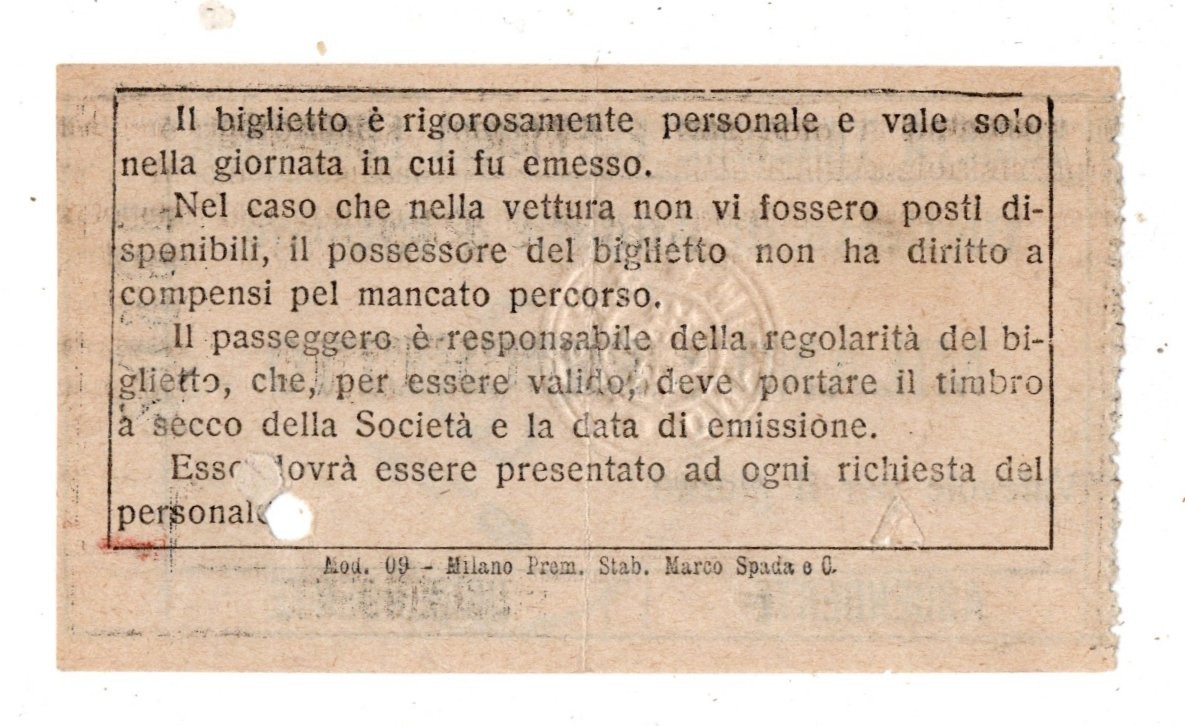 Il biglietto è rigorosamente personale e vale solo
nella giornata in cui fu emesso.
Nel caso che nella vettura non vi fossero posti di-
sponibili, il possessore del biglietto non ha diritto a
compensi pel mancato percorso.
Il passeggero è responsabile della regolarità del bi-
glietto, che, per essere valido, deve portare il timbro
a secco della Società e la data di emissione.
Esso dovrà essere presentato ad ogni richiesta del
personale
Mod. 09 - Milano Prem. Stab. Marco Spada e C.